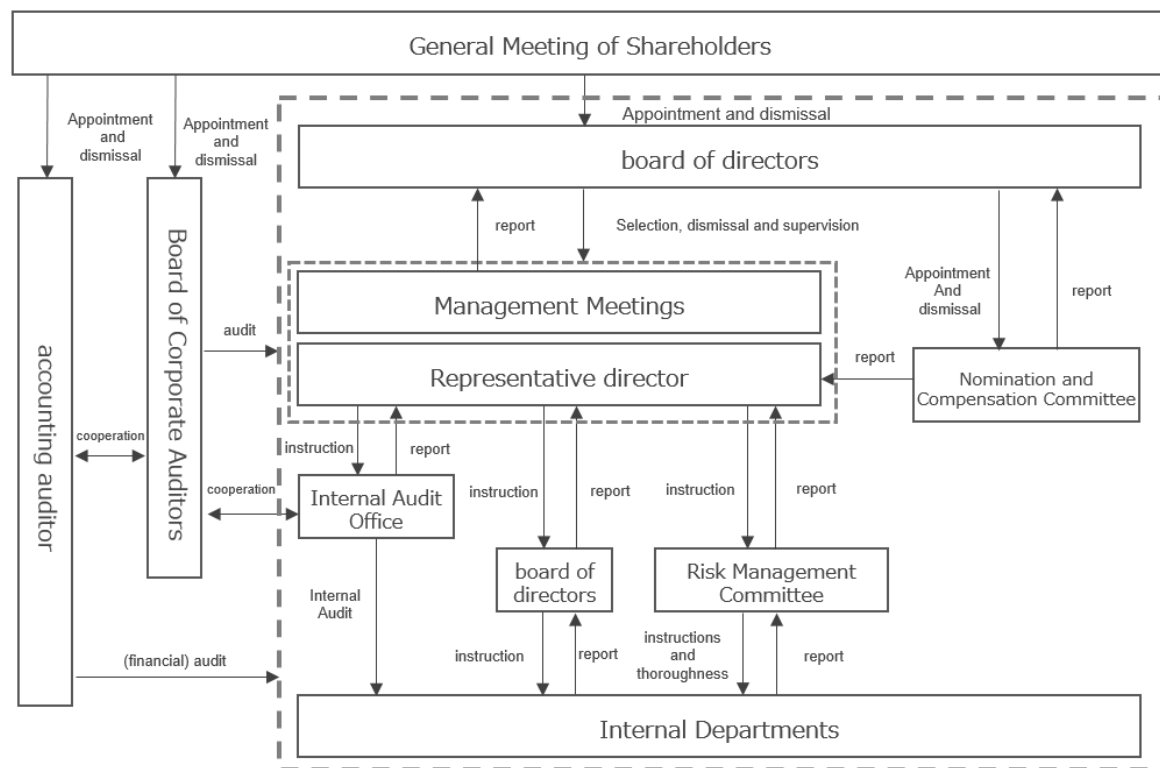 General Meeting of Shareholders
Appointment
and
dismissal
Appointment
and
dismissal
Appointment and dismissal
board of directors
report
Selection, dismissal and supervision
Appointment
And
dismissal
report
Management Meetings
audit
Representative director
report
Nomination and
Compensation Committee
accounting auditor
Board of Corporate Auditors
cooperation
instruction
report
cooperation
Internal Audit
Office
instruction
report
instruction
report
board of
directors
Risk Management
Committee
Internal
Audit
instruction
report
instructions
and
thoroughness
report
(financial) audit
Internal Departments